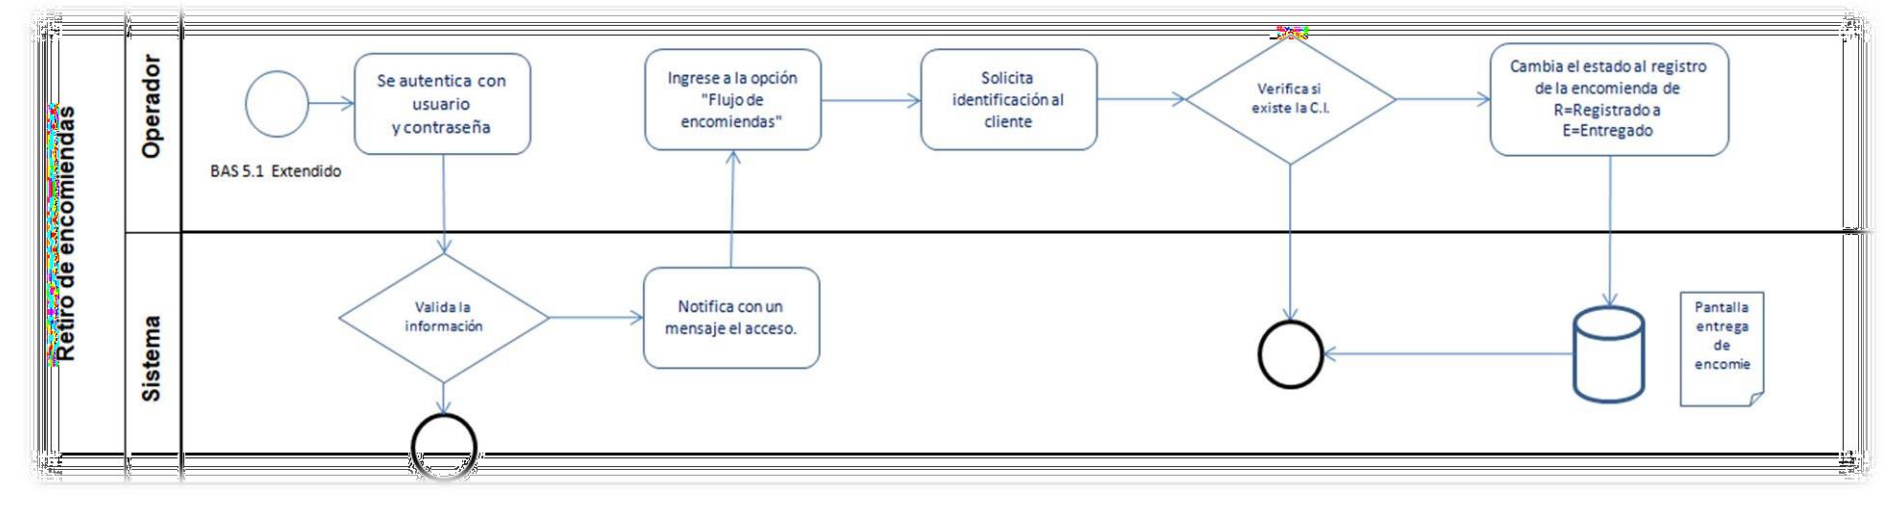 Retiro de encomiendas
Operador
Se autentica con
usuario
y contraseña
BAS 5.1 Extendido
Ingrese a la opción
"Flujo de
encomiendas"
Solicita
identificación al
cliente
Verifica si
existe la C.I.
Cambia el estado al registro
de la encomienda de
R=Registrado a
E=Entregado
Sistema
Valida la
información
Notifica con un
mensaje el acceso.
Pantalla
entrega
de
encomie